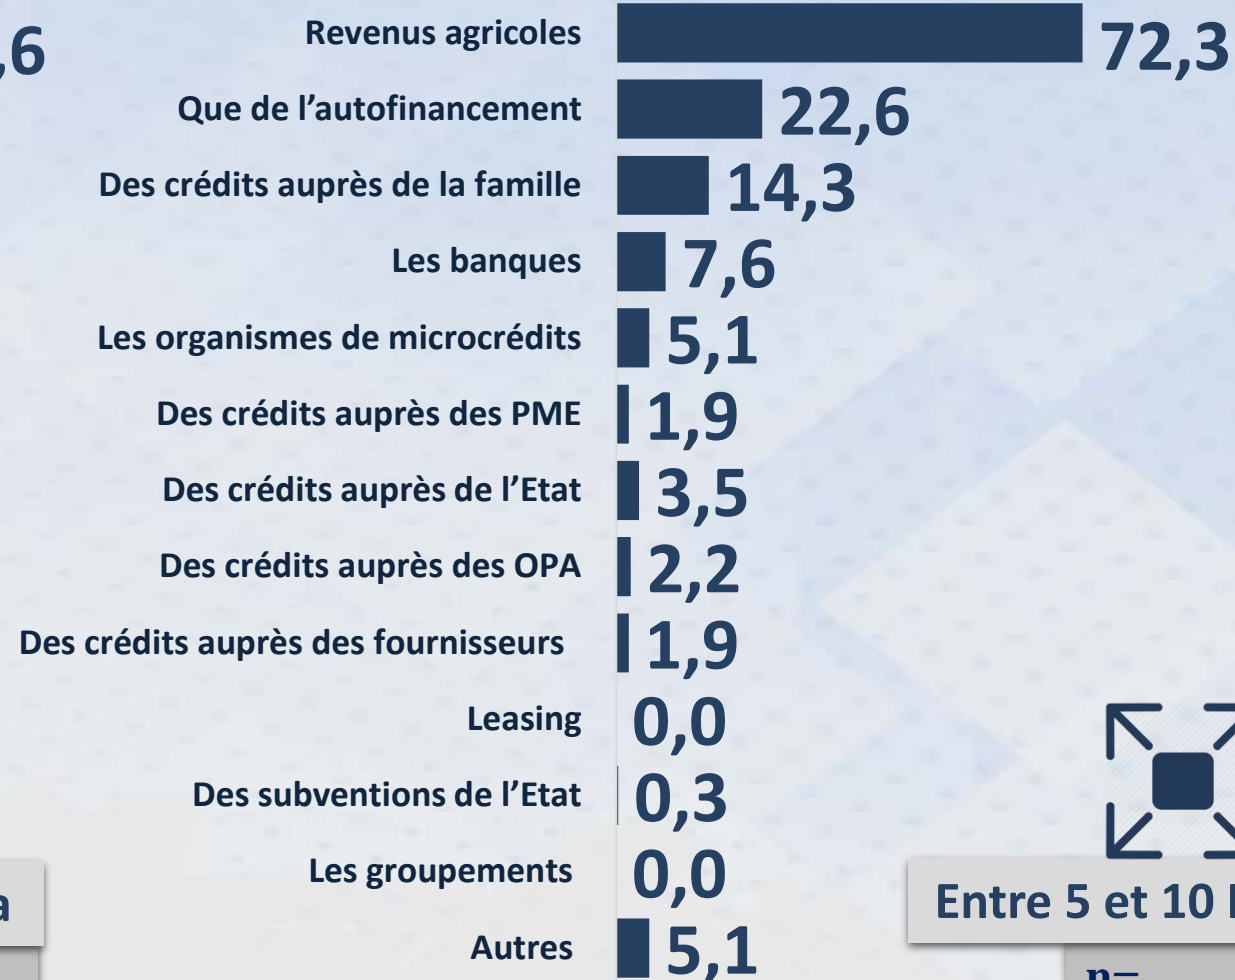 ,6
Revenus agricoles 72,3
Que de l’autofinancement 22,6
Des crédits auprès de la famille 14,3
Les banques 7,6
Les organismes de microcrédits 5,1
Des crédits auprès des PME 1,9
Des crédits auprès de l’Etat 3,5
Des crédits auprès des OPA 2,2
Des crédits auprès des fournisseurs 1,9
Leasing 0,0
Des subventions de l’Etat 0,3
Les groupements 0,0
a
Entre 5 et 10
Autres 5,1
n=